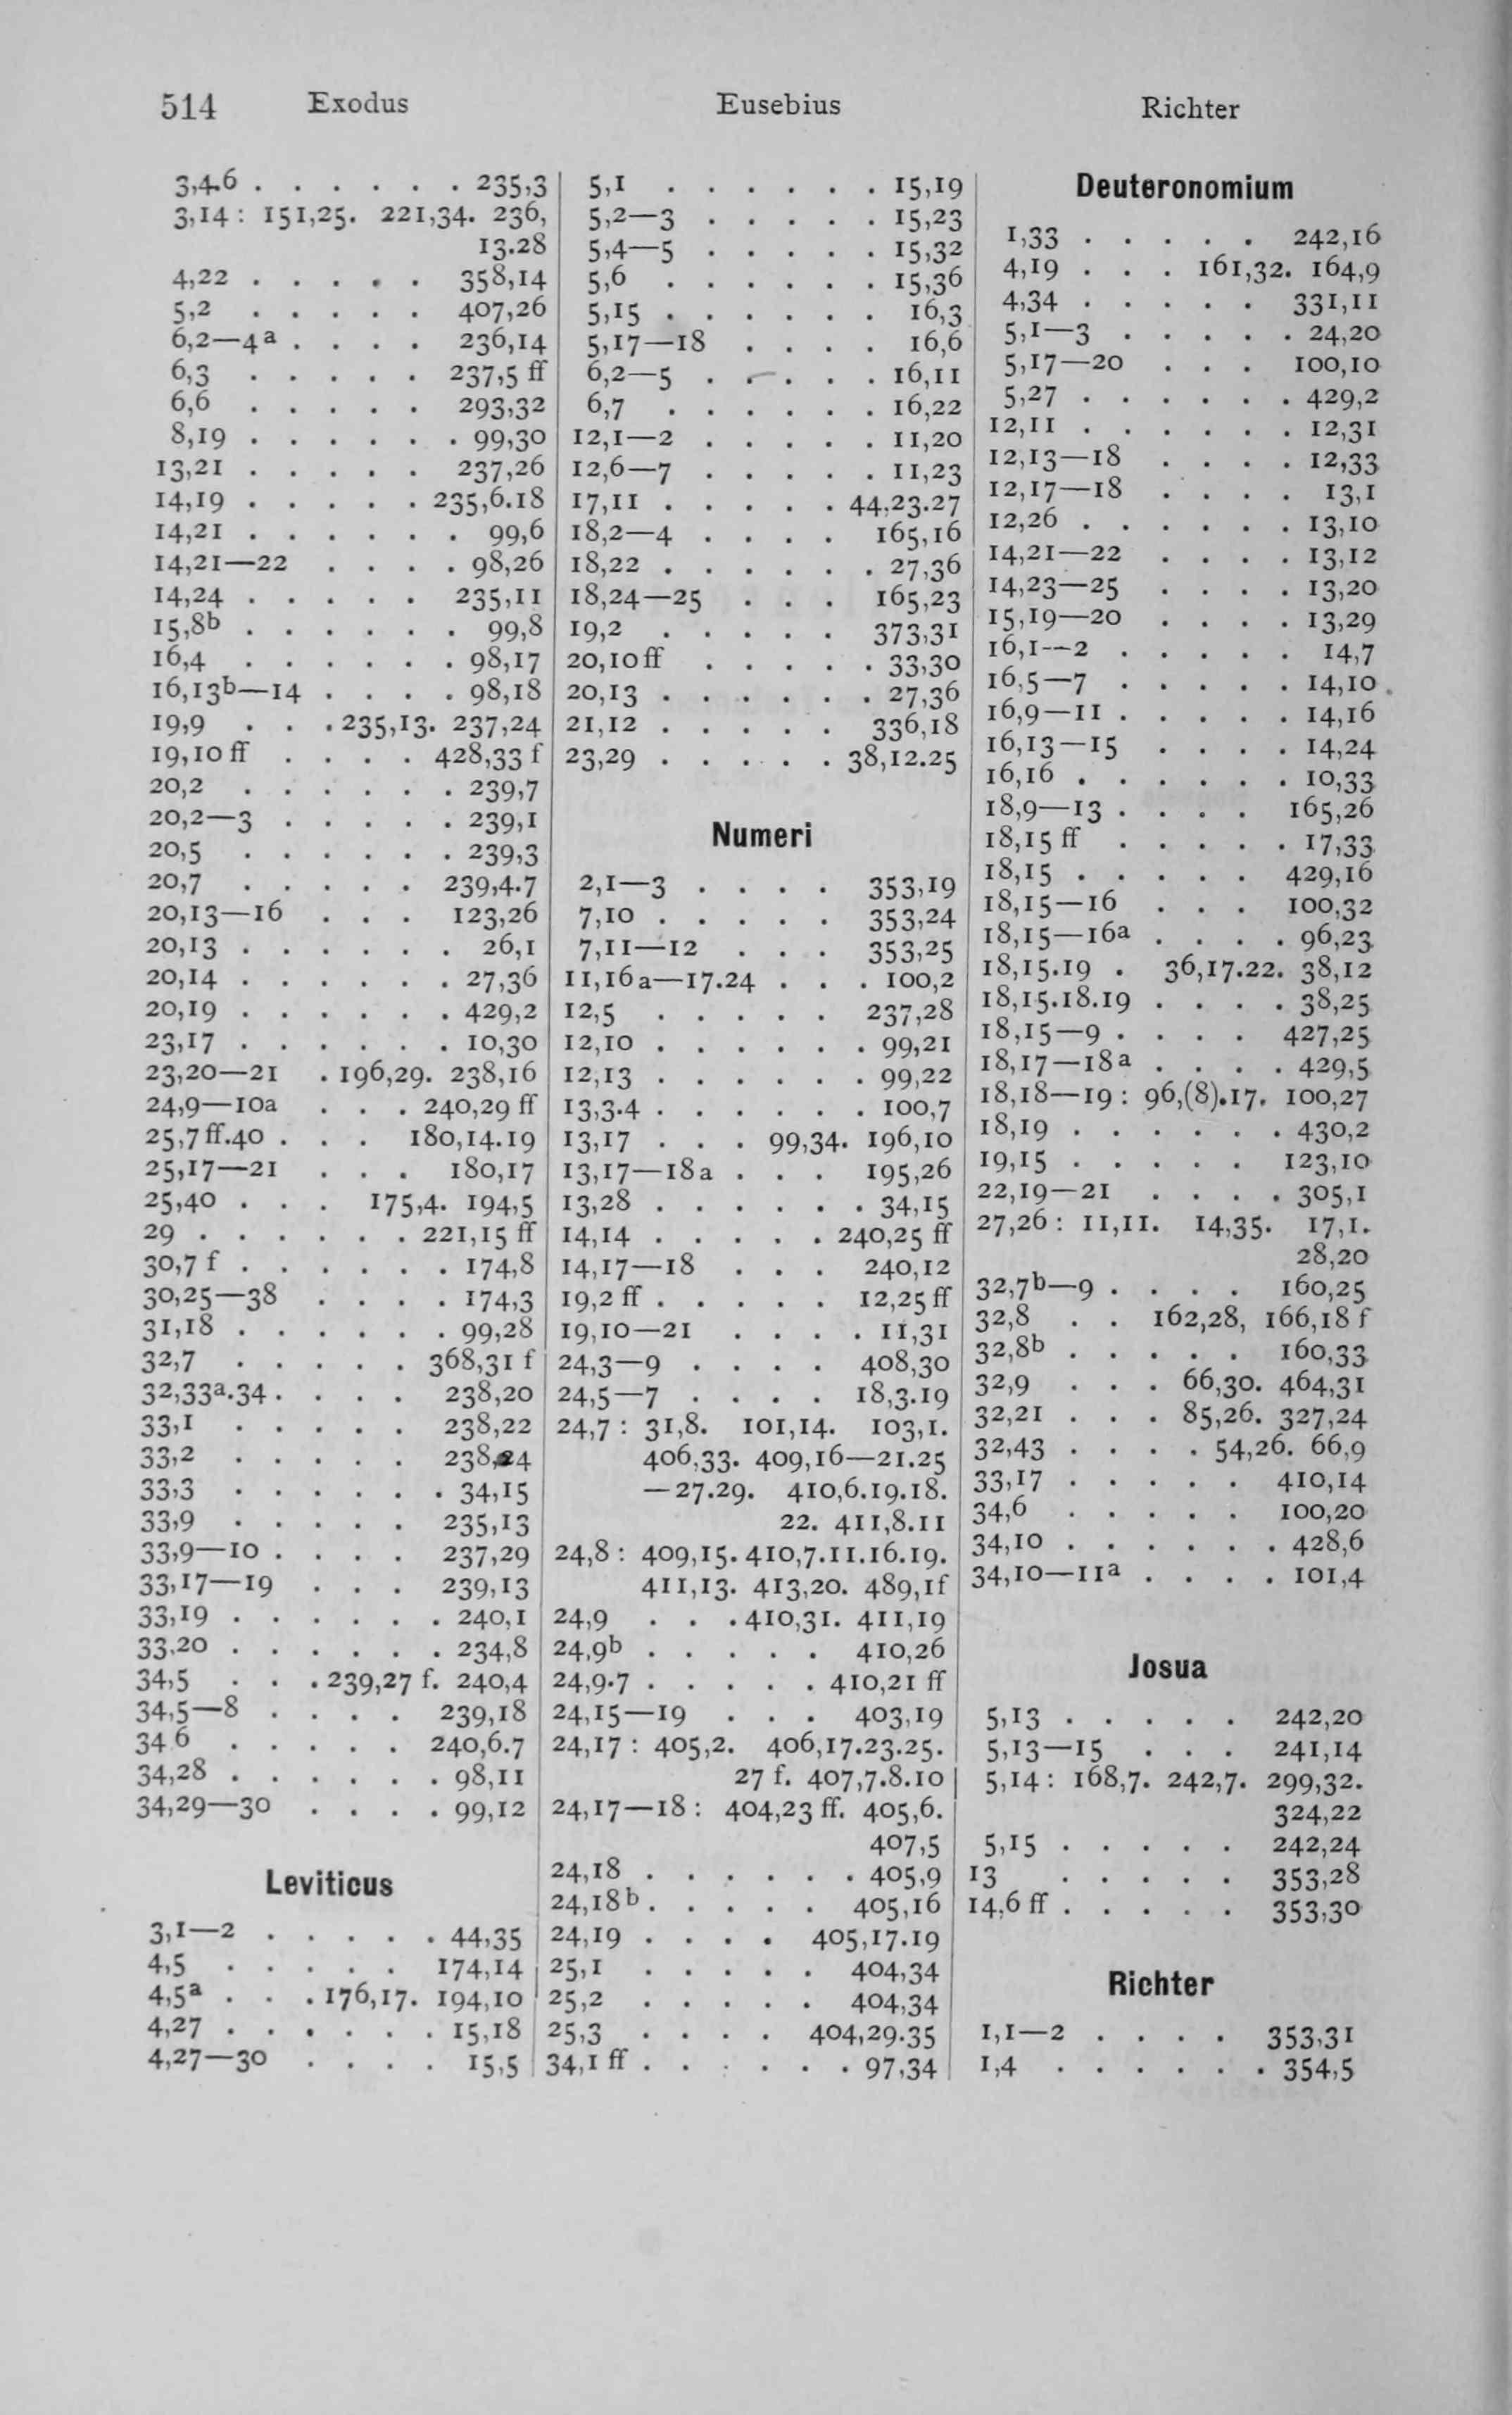 514 Exodus Eusebius Richter
3,4.6 . . . . . . 235,3
3,14: 151,25. 221,34. 236,
13.28
4,22 . . . . . 358,14
5,2 . . . . . 407,26
6,2—4a . . . . 236,14
6,3 . . . . . 237,5 ff
6,6 . . . . . 293,32
8,19 . . . . . . 99,30
13,21 . . . . . 237,26
14,19 . . . . . 235,6.18
14,21 . . . . . . 99,6
14,21—22 . . . . 98,26
14,24 . . . . . 235,11
15,8b . . . . . . 99,8
16,4 . . . . . . 98,17
16,13b—14 . . . . 98,18
19,9 . . . 235,13. 237,24
19,10 ff . . . . 428,33 f
20,2 . . . . . . 239,7
20,2—3 . . . . . 239,1
20,5 . . . . . . 239,3
20,7 . . . . . 239,4.7
20,13—16 . . . 123,26
20,13 . . . . . . 26,1
20,14 . . . . . . 27,36
20,19 . . . . . . 429,2
23,17 . . . . . . 10,30
23,20—21 . 196,29. 238,16
24,9—10a . . . 240,29 ff
25,7 ff.40 . . . 180,14.19
25,17—21 . . . 180,17
25,40 . . . 175,4. 194,5
29 . . . . . . 221,15 ff
30,7 f . . . . . . 174,8
30,25—38 . . . . 174,3
31,18 . . . . . . 99,28
32,7 . . . . . 368,31 f
32,33a.34 . . . . 238,20
33,1 . . . . . 238,22
33,2 . . . . . 238,24
33,3 . . . . . . 34,15
33,9 . . . . . 235,13
33,9—10 . . . . 237,29
33,17—19 . . . 239,13
33,19 . . . . . . 240,1
33,20 . . . . . . 234,8
34,5 . . . 239,27 f. 240,4
34,5—8 . . . . 239,18
34 6 . . . . . 240,6.7
34,28 . . . . . . 98,11
34,29—30 . . . . 99,12
Leviticus
3,1—2 . . . . . 44,35
4,5 . . . . . 174,14
4,5a . . . 176,17. 194,10
4,27 . . . . . . 15,18
4,27—30 . . . . 15,5
5,1 . . . . . . 15,19
5,2—3 . . . . . 15,23
5,4—5 . . . . . 15,32
5,6 . . . . . . 15,36
5,15 . . . . . . 16,3
5,17—18 . . . . 16,6
6,2—5 . . . . . 16,11
6,7 . . . . . . 16,22
12,1—2 . . . . . 11,20
12,6—7 . . . . . 11,23
17,11 . . . . . 44,23.27
18,2—4 . . . . 165,16
18,22 . . . . . . 27,36
18,24—25 . . . 165,23
19,2 . . . . . 373,31
20,10 ff . . . . . 33,30
20,13 . . . . . . 27,36
21,12 . . . . . 336,18
23,29 . . . . . 38,12.25
Numeri
2,1—3 . . . . 353,19
7,10 . . . . . 353,24
7,11—12 . . . 353,25
11,16a—17.24 . . . 100,2
12,5 . . . . . 237,28
12,10 . . . . . . 99,21
12,13 . . . . . . 99,22
13,3.4 . . . . . . 100,7
13,17 . . . 99,34. 196,10
13,17—18a . . . 195,26
13,28 . . . . . . 34,15
14,14 . . . . . 240,25 ff
14,17—18 . . . 240,12
19,2 ff . . . . . 12,25 ff
19,10—21 . . . . 11,31
24,3—9 . . . . 408,30
24,5—7 . . . . 18,3.19
24,7: 31,8. 101,14. 103,1.
406,33. 409,16—21.25
—27.29. 410,6.19.18.
22. 411,8.11
24,8: 409,15. 410,7.11.16.19.
411,13. 413,20. 489,1f
24,9 . . . 410,31. 411,19
24,9b . . . . . 410,26
24,9.7 . . . . . 410,21 ff
24,15—19 . . . 403,19
24,17: 405,2. 406,17.23.25.
27 f. 407,7.8.10
24,17—18: 404,23 ff. 405,6.
407,5
24,18 . . . . . . 405,9
24,18b . . . . . 405,16
24,19 . . . . 405,17.19
25,1 . . . . . 404,34
25,2 . . . . . 404,34
25,3 . . . . 404,29.35
34,1 ff . . . . . . 97,34
Deuteronomium
1,33 . . . . . 242,16
4,19 . . . 161,32. 164,9
4,34 . . . . . 331,11
5,1—3 . . . . . 24,20
5,17—20 . . . 100,10
5,27 . . . . . . 429,2
12,11 . . . . . . 12,31
12,13—18 . . . . 12,33
12,17—18 . . . . 13,1
12,26 . . . . . . 13,10
14,21—22 . . . . 13,12
14,23—25 . . . . 13,20
15,19—20 . . . . 13,29
16,1—2 . . . . . 14,7
16,5—7 . . . . . 14,10
16,9—11 . . . . . 14,16
16,13—15 . . . . 14,24
16,16 . . . . . . 10,33
18,9—13 . . . . 165,26
18,15 ff . . . . . 17,33
18,15 . . . . . 429,16
18,15—16 . . . 100,32
18,15—16a . . . . 96,23
18,15.19 . 36,17.22. 38,12
18,15.18.19 . . . . 38,25
18,15—9 . . . . 427,25
18,17—18a . . . . 429,5
18,18—19: 96,(8).17. 100,27
18,19 . . . . . . 430,2
19,15 . . . . . 123,10
22,19—21 . . . . 305,1
27,26: 11,11. 14,35. 17,1.
28,20
32,7b—9 . . . . 160,25
32,8 . . 162,28, 166,18 f
32,8b . . . . . 160,33
32,9 . . . 66,30. 464,31
32,21 . . . 85,26. 327,24
32,43 . . . . 54,26. 66,9
33,17 . . . . . 410,14
34,6 . . . . . 100,20
34,10 . . . . . . 428,6
34,10—11a . . . . 101,4
Josua
5,13 . . . . . 242,20
5,13—15 . . . 241,14
5,14: 168,7. 242,7. 299,32.
324,22
5,15 . . . . . 242,24
13 . . . . . 353,28
14,6 ff . . . . . 353,30
Richter
1,1—2 . . . . 353,31
1,4 . . . . . . 354,5